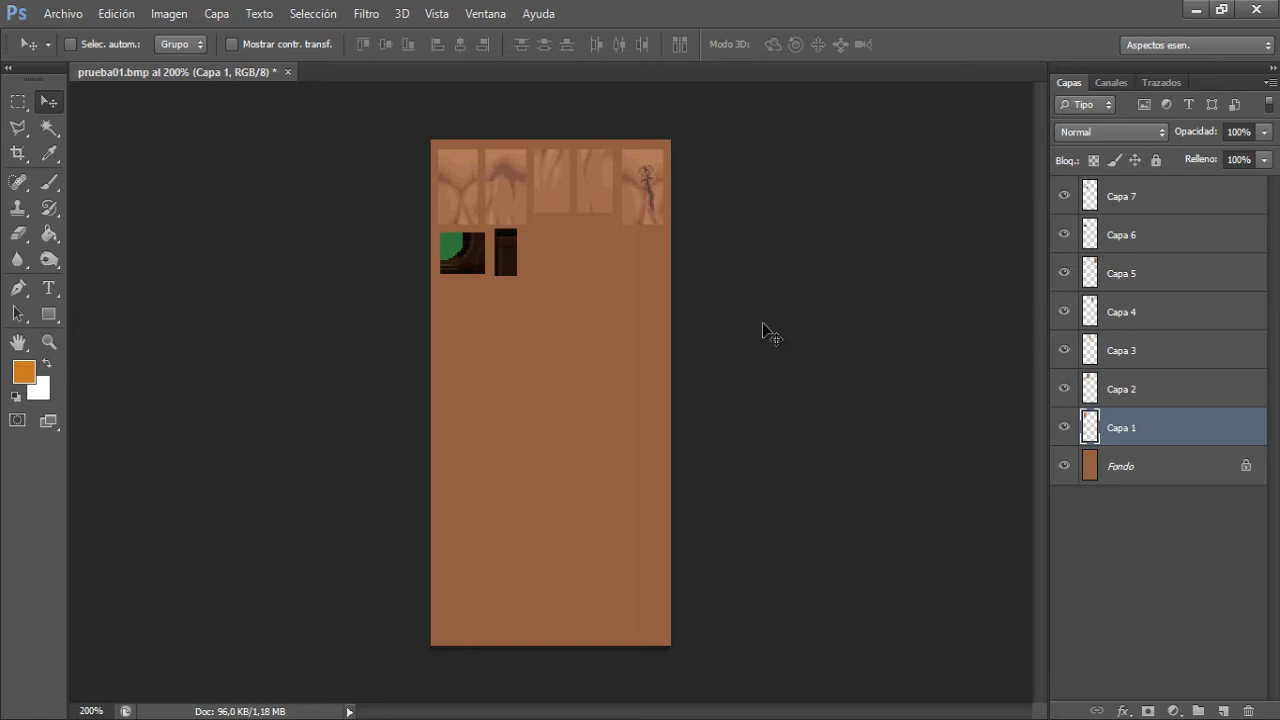 Ps Archivo Edición Imagen Capa Texto Selección Filtro 3D Vista Ventana Ayuda
Selec. autom.: Grupo Mostrar contr. transf. Modo 3D: Aspectos esen.
prueba01.bmp al 200% (Capa 1, RGB/8) * ×
Capas Canales Trazados
Tipo
Normal Opacidad: 100%
Bloq.: Relleno: 100%
Capa 7
Capa 6
Capa 5
Capa 4
Capa 3
Capa 2
Capa 1
Fondo
200% Doc: 96,0 KB/1,18 MB